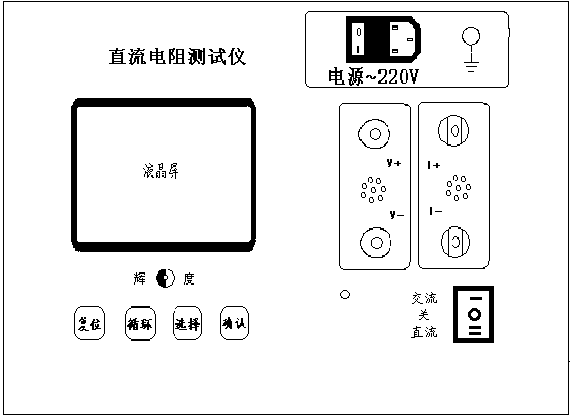 直流电阻测试仪
电源~220V
液晶屏
V+
I+
V-
I-
辉 度
复位 循环 选择 确认
交流
关
直流